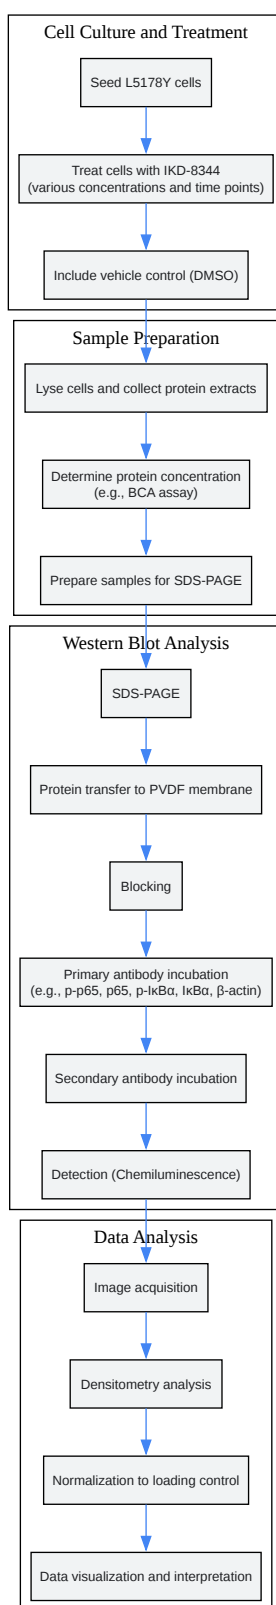 Cell Culture and Treatment
Seed L5178Y cells
Treat cells with IKD-8344
(various concentrations and time points)
Include vehicle control (DMSO)
Sample Preparation
Lyse cells and collect protein extracts
Determine protein concentration
(e.g., BCA assay)
Prepare samples for SDS-PAGE
Western Blot Analysis
SDS-PAGE
Protein transfer to PVDF membrane
Blocking
Primary antibody incubation
(e.g., p-p65, p65, p-IκBα, IκBα, β-actin)
Secondary antibody incubation
Detection (Chemiluminescence)
Data Analysis
Image acquisition
Densitometry analysis
Normalization to loading control
Data visualization and interpretation